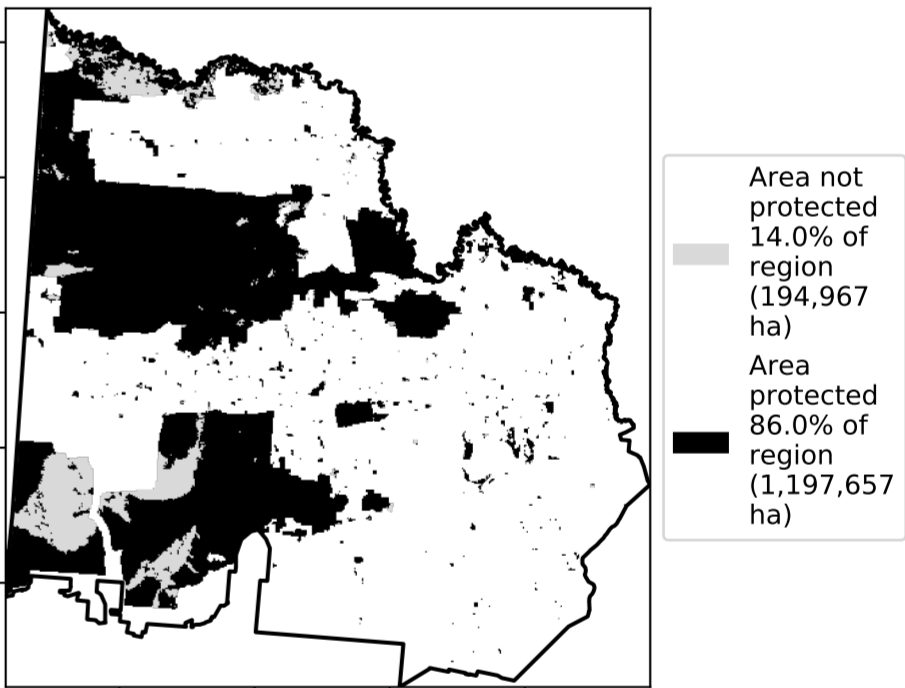 Area not
protected
14.0% of
region
(194,967
ha)
Area
protected
86.0% of
region
(1,197,657
ha)